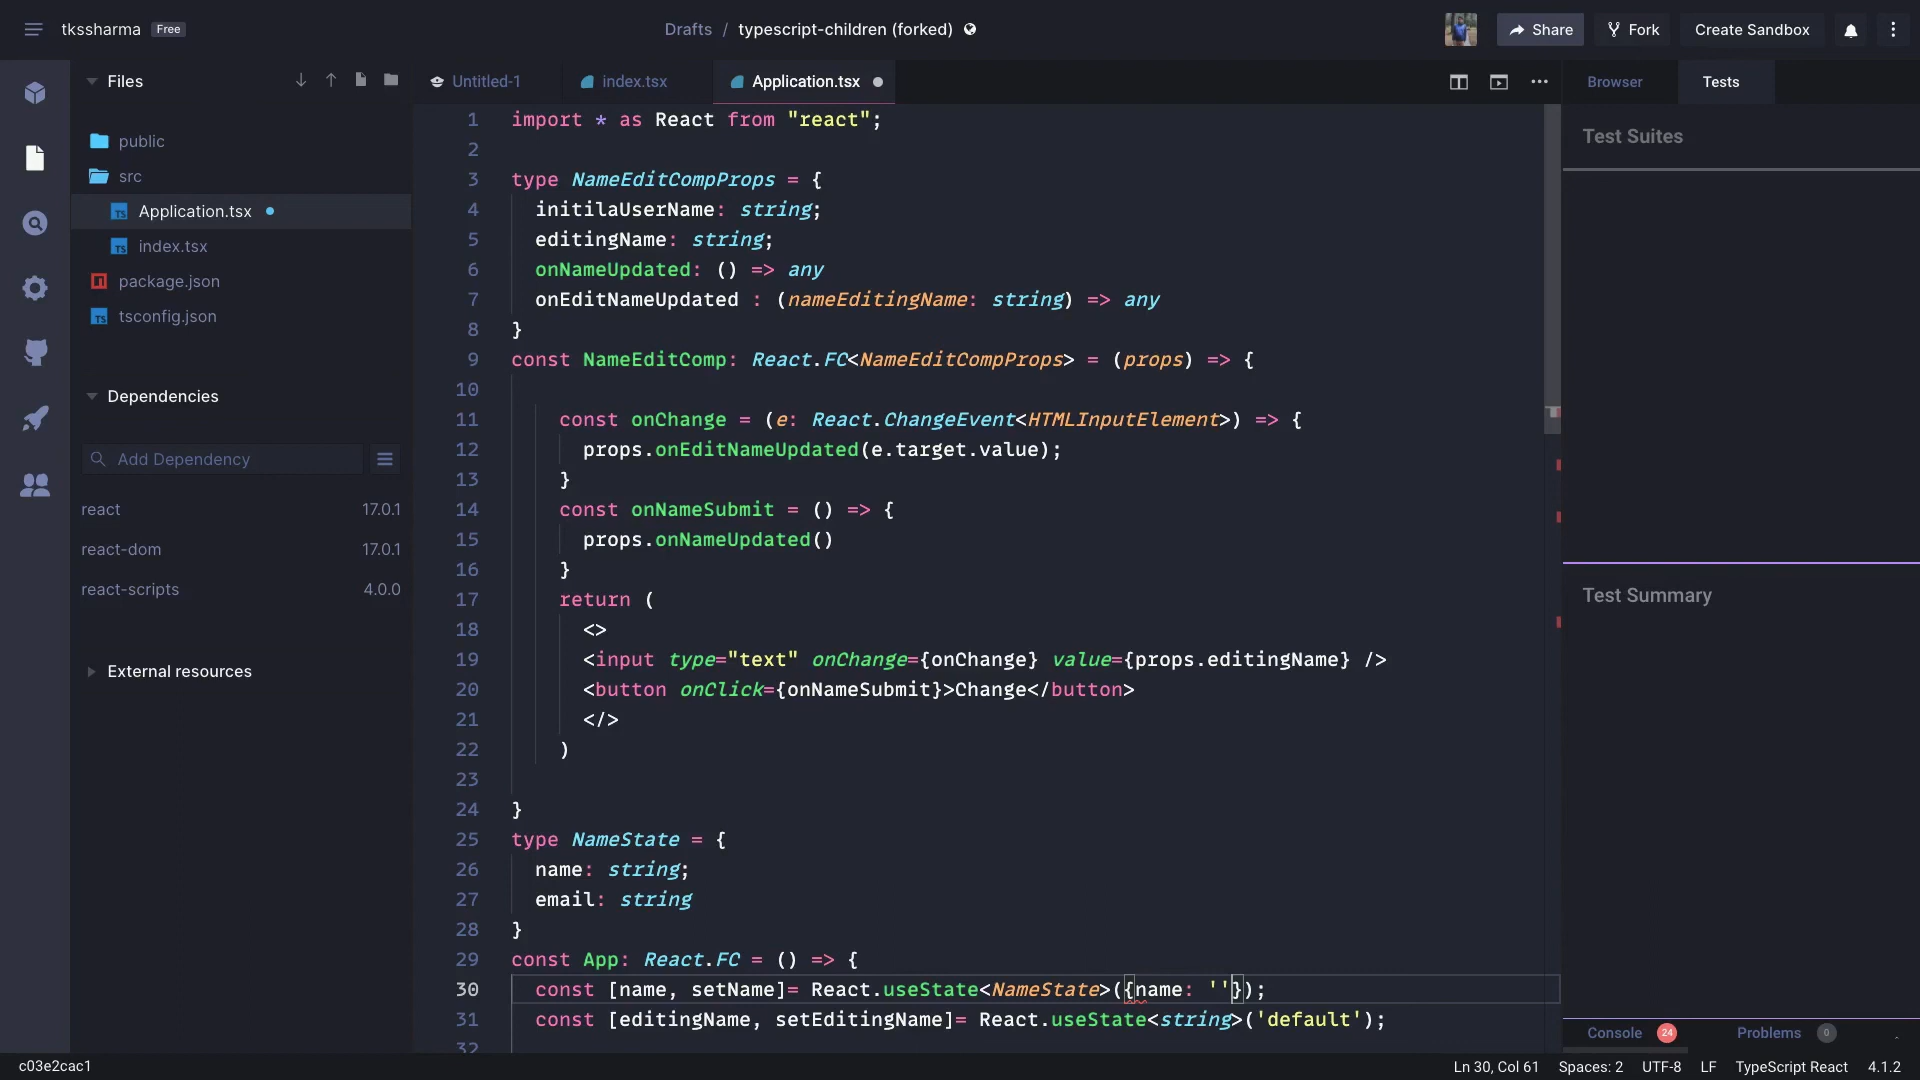 tkssharma Free
Drafts / typescript-children (forked)
Share Fork Create Sandbox
Files
public
src
Application.tsx
index.tsx
package.json
tsconfig.json
Dependencies
Add Dependency
react 17.0.1
react-dom 17.0.1
react-scripts 4.0.0
External resources
Untitled-1 index.tsx Application.tsx
1 import * as React from "react";
2
3 type NameEditCompProps = {
4 initilaUserName: string;
5 editingName: string;
6 onNameUpdated: () => any
7 onEditNameUpdated : (nameEditingName: string) => any
8 }
9 const NameEditComp: React.FC<NameEditCompProps> = (props) => {
10
11 const onChange = (e: React.ChangeEvent<HTMLInputElement>) => {
12 props.onEditNameUpdated(e.target.value);
13 }
14 const onNameSubmit = () => {
15 props.onNameUpdated()
16 }
17 return (
18 <>
19 <input type="text" onChange={onChange} value={props.editingName} />
20 <button onClick={onNameSubmit}>Change</button>
21 </>
22 )
23
24 }
25 type NameState = {
26 name: string;
27 email: string
28 }
29 const App: React.FC = () => {
30 const [name, setName]= React.useState<NameState>({name: ''});
31 const [editingName, setEditingName]= React.useState<string>('default');
32
Browser Tests
Test Suites
Test Summary
Console 24 Problems 0
c03e2cac1
Ln 30, Col 61 Spaces: 2 UTF-8 LF TypeScript React 4.1.2